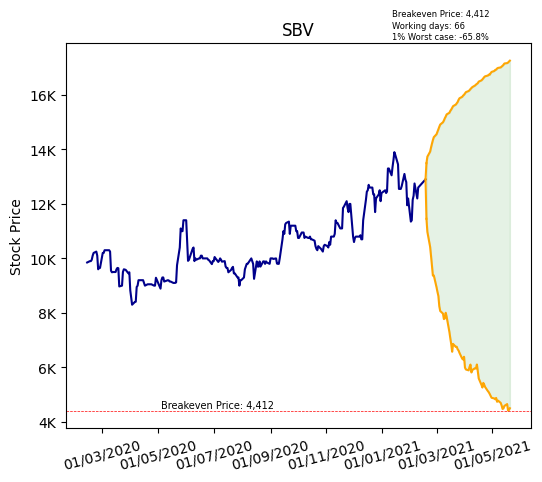 Breakeven Price: 4,412
Working days: 66
1% Worst case: -65.8%
SBV
Stock Price
16K
14K
12K
10K
8K
6K
4K
Breakeven Price: 4,412
01/03/2020
01/05/2020
01/07/2020
01/09/2020
01/11/2020
01/01/2021
01/03/2021
01/05/2021